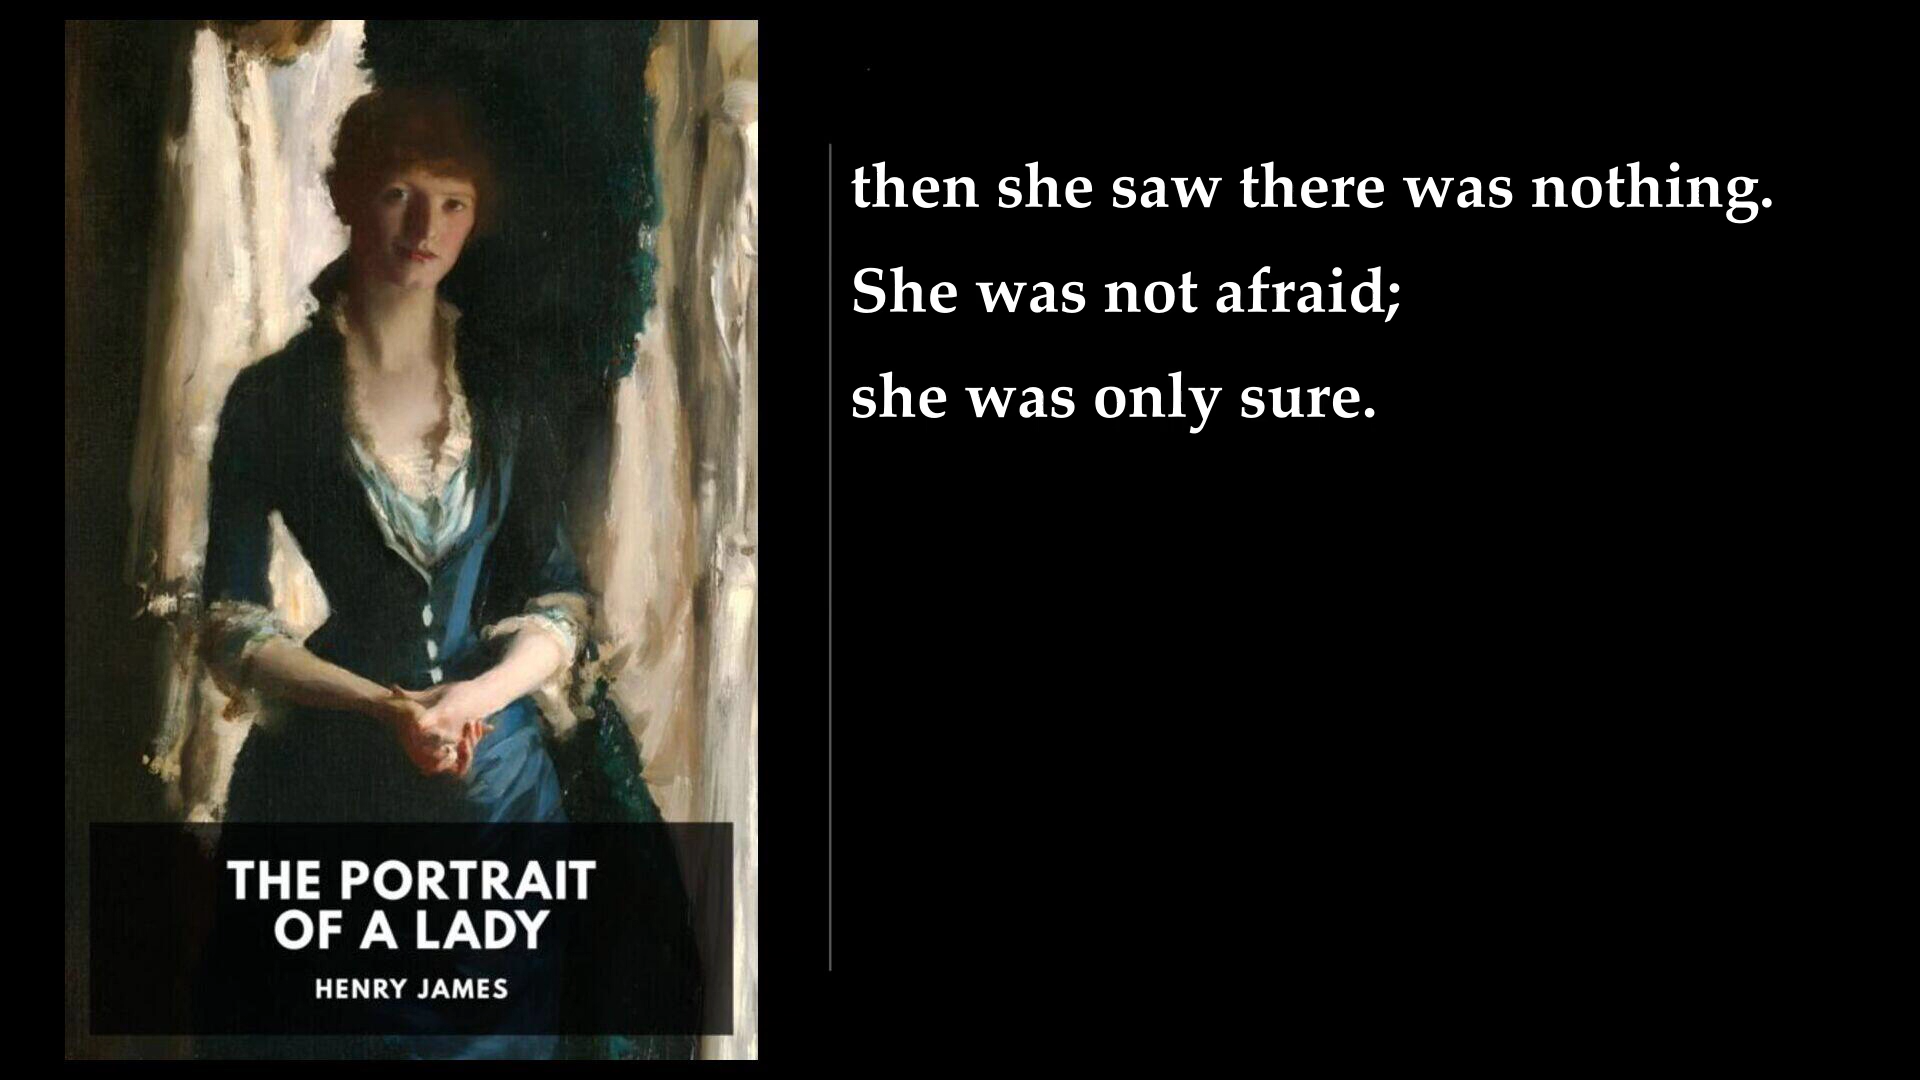 THE PORTRAIT
OF A LADY
HENRY JAMES
then she saw there was nothing.
She was not afraid;
she was only sure.